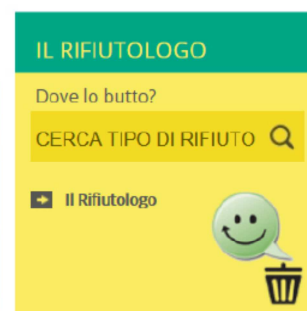 IL RIFIUTOLOGO
Dove lo butto?
CERCA TIPO DI RIFIUTO
Il Rifiutologo